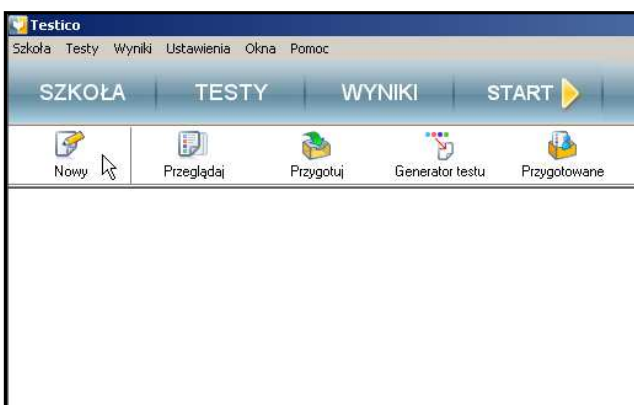 Testico
Szkoła Testy Wyniki Ustawienia Okna Pomoc
SZKOŁA TESTY WYNIKI START
Nowy Przeglądaj Przygotuj Generator testu Przygotowane